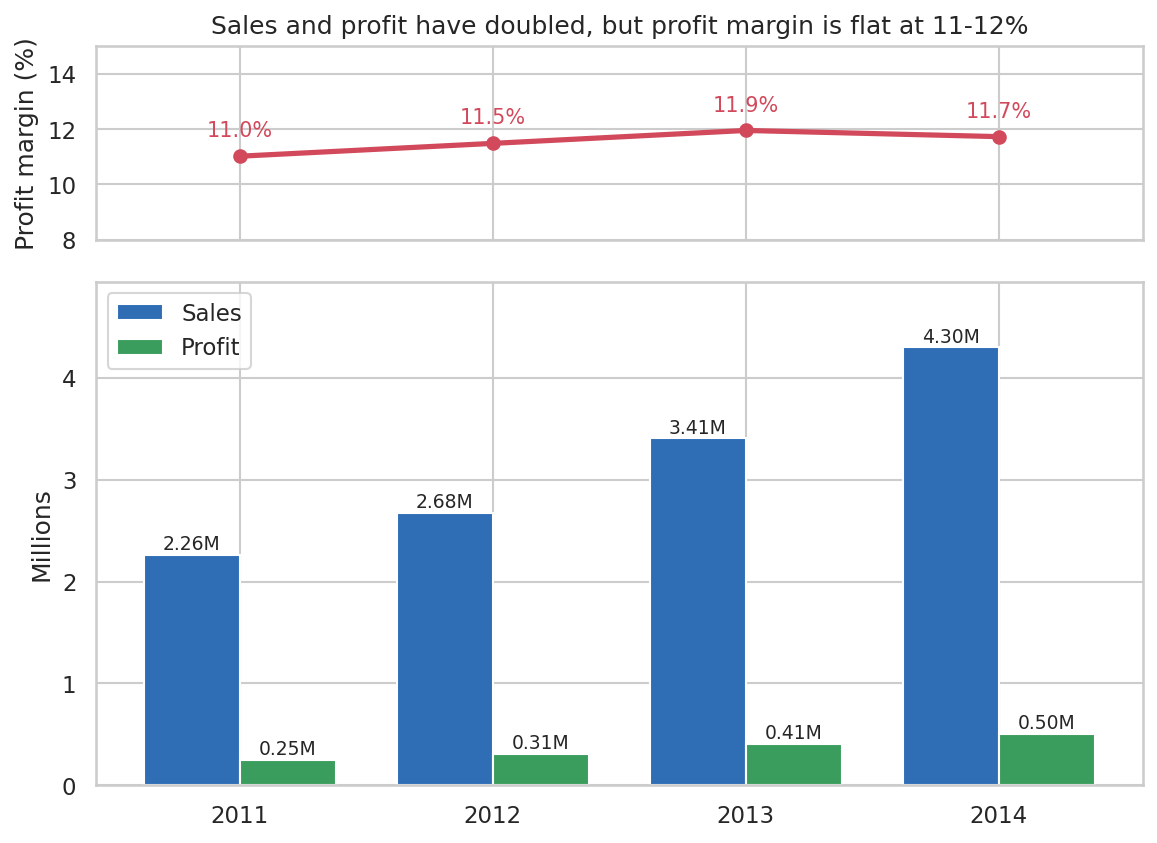 Sales and profit have doubled, but profit margin is flat at 11-12%
Profit margin (%)
14
12
10
8
11.0%
11.5%
11.9%
11.7%
Sales
Profit
Millions
4
3
2
1
0
2.26M
0.25M
2.68M
0.31M
3.41M
0.41M
4.30M
0.50M
2011
2012
2013
2014